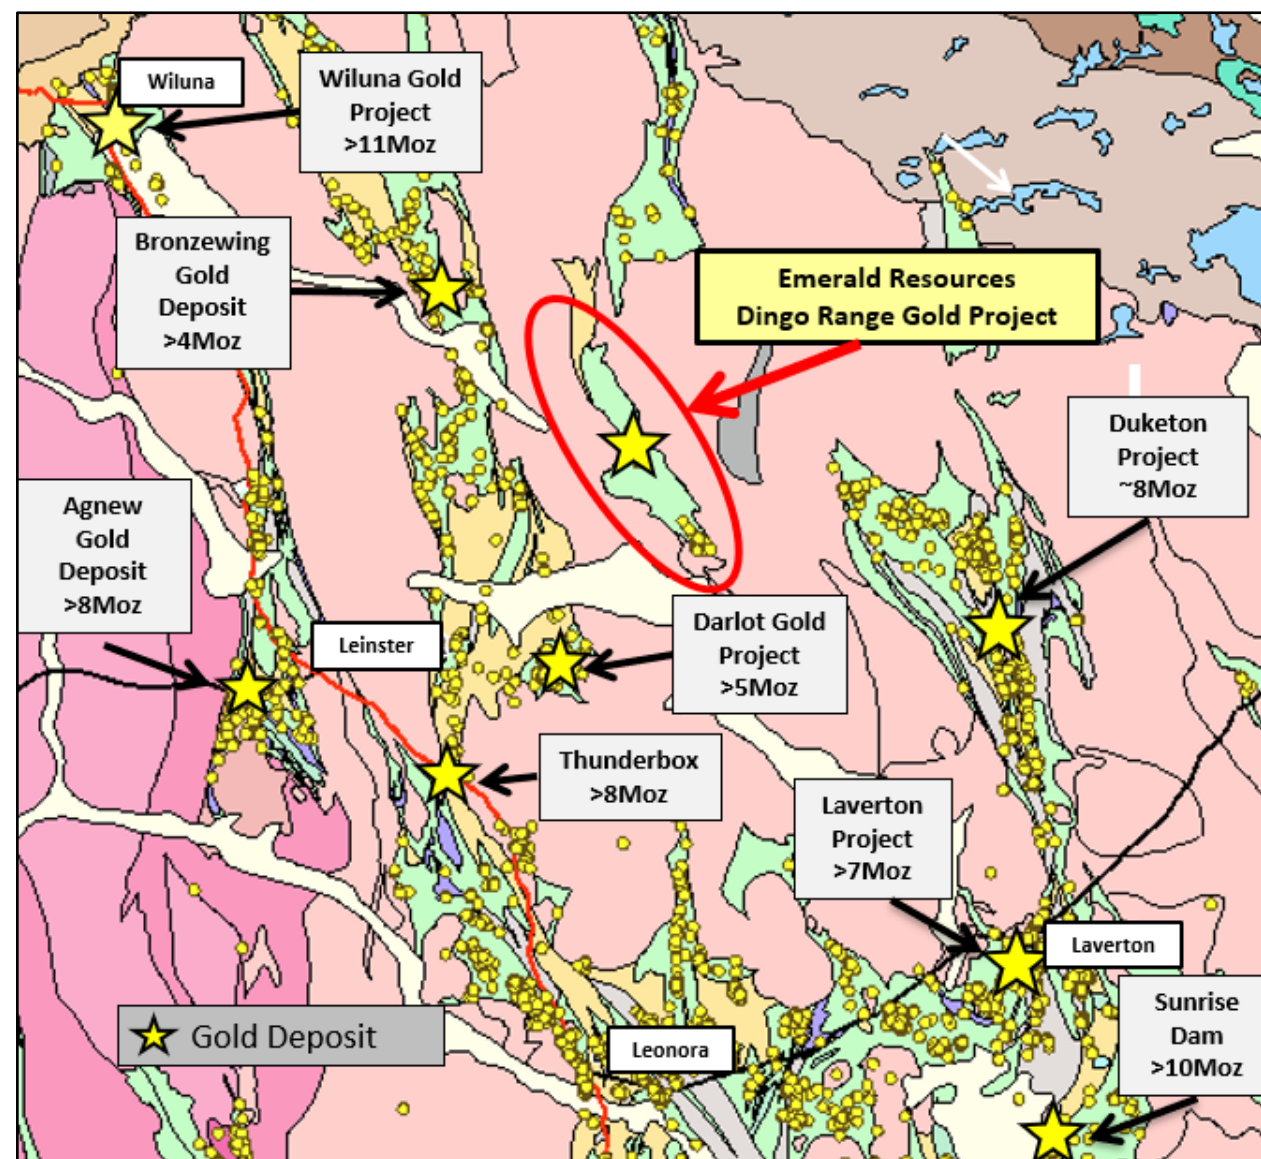 Wiluna
Wiluna Gold
Project
>11Moz
Bronzewing
Gold
Deposit
>4Moz
Emerald Resources
Dingo Range Gold Project
Duketon
Project
~8Moz
Agnew
Gold
Deposit
>8Moz
Leinster
Darlot Gold
Project
>5Moz
Thunderbox
>8Moz
Laverton
Project
>7Moz
Laverton
Sunrise
Dam
>10Moz
Gold Deposit
Leonora